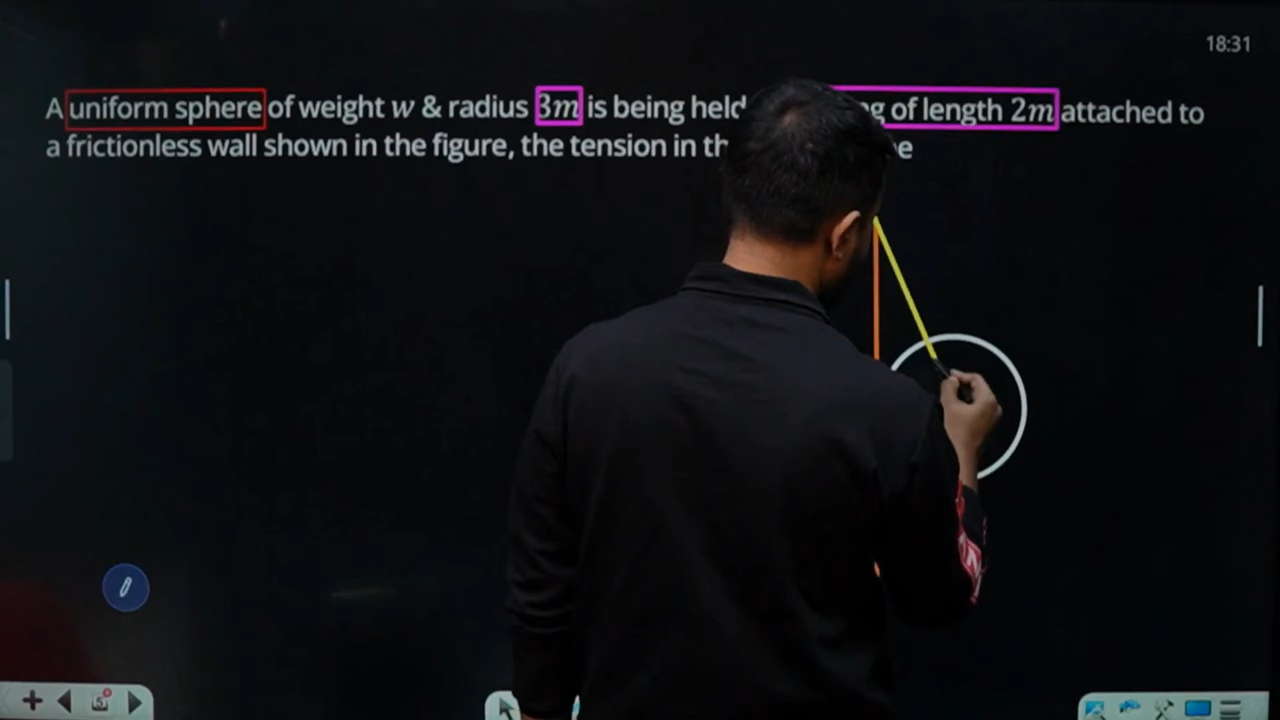 18:31
A uniform sphere of weight w & radius 3m is being held of length 2m attached to
a frictionless wall shown in the figure, the tension in